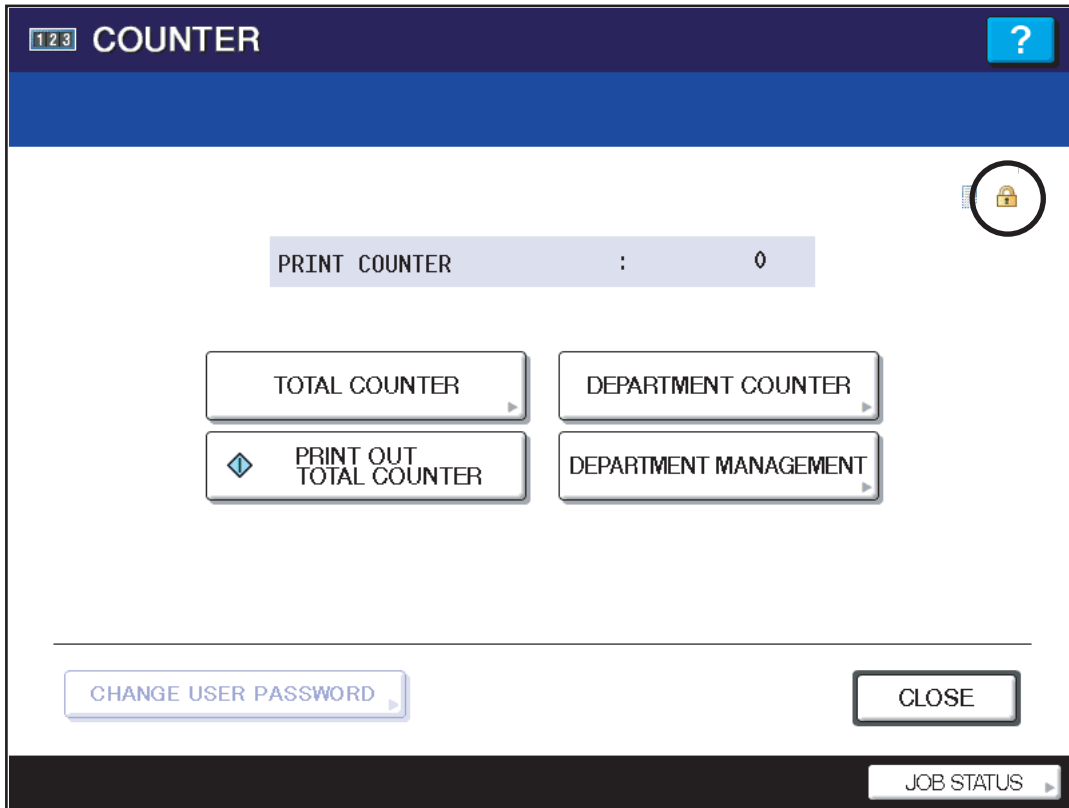 123 COUNTER
?
PRINT COUNTER : 0
TOTAL COUNTER
DEPARTMENT COUNTER
PRINT OUT
TOTAL COUNTER
DEPARTMENT MANAGEMENT
CHANGE USER PASSWORD
CLOSE
JOB STATUS